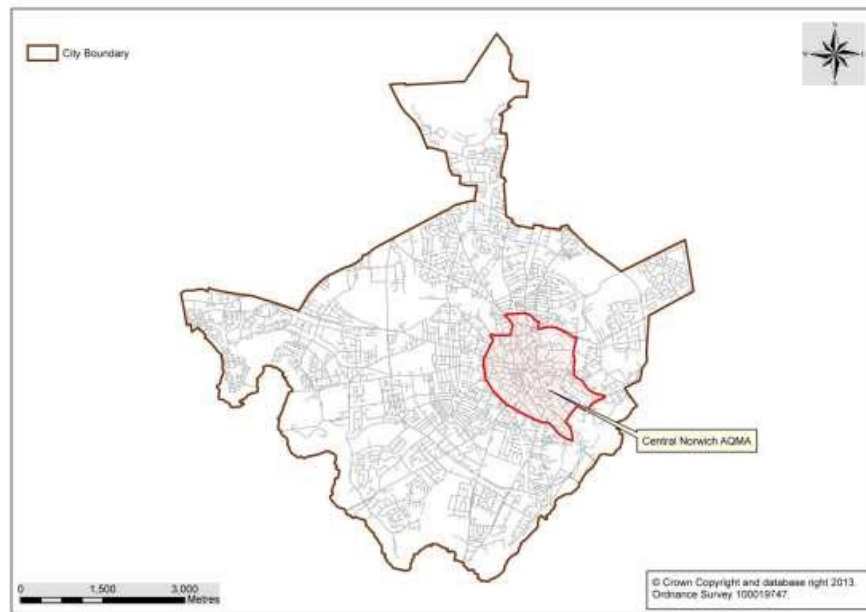 City Boundary
N
W
E
S
Central Norwich AQMA
0 1,500 3,000
Metres
© Crown Copyright and database right 2013.
Ordnance Survey 100019747.